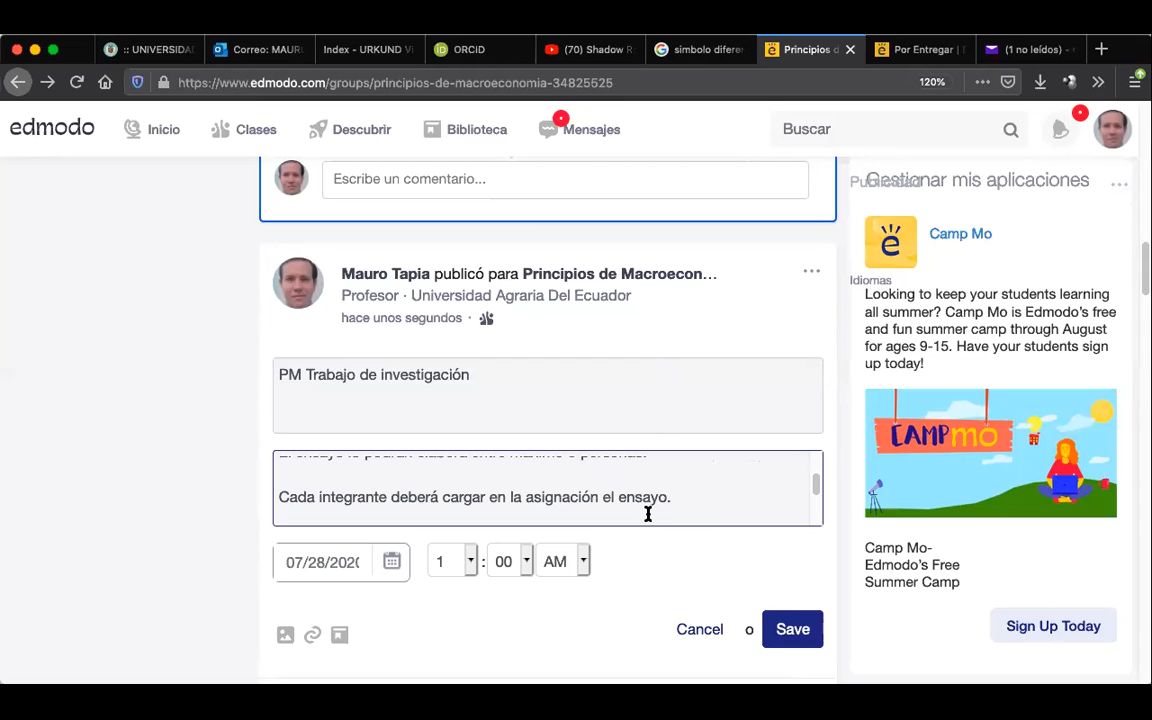 :: UNIVERSIDA
Correo: MAUR
Index - URKUND Vi
ORCID
(70) Shadow R
simbolo difere
Principios d
Por Entregar |
(1 no leídos) -
https://www.edmodo.com/groups/principios-de-macroeconomia-34825525
120%
edmodo
Inicio
Clases
Descubrir
Biblioteca
Mensajes
Buscar
Escribe un comentario...
Publicidad
Gestionar mis aplicaciones
Camp Mo
Idiomas
Looking to keep your students learning
all summer? Camp Mo is Edmodo's free
and fun summer camp through August
for ages 9-15. Have your students sign
up today!
CAMPmo
Camp Mo-
Edmodo's Free
Summer Camp
Sign Up Today
Mauro Tapia publicó para Principios de Macroecon...
Profesor · Universidad Agraria Del Ecuador
hace unos segundos ·
PM Trabajo de investigación
Cada integrante deberá cargar en la asignación el ensayo.
07/28/2020
1 : 00 AM
Cancel o Save